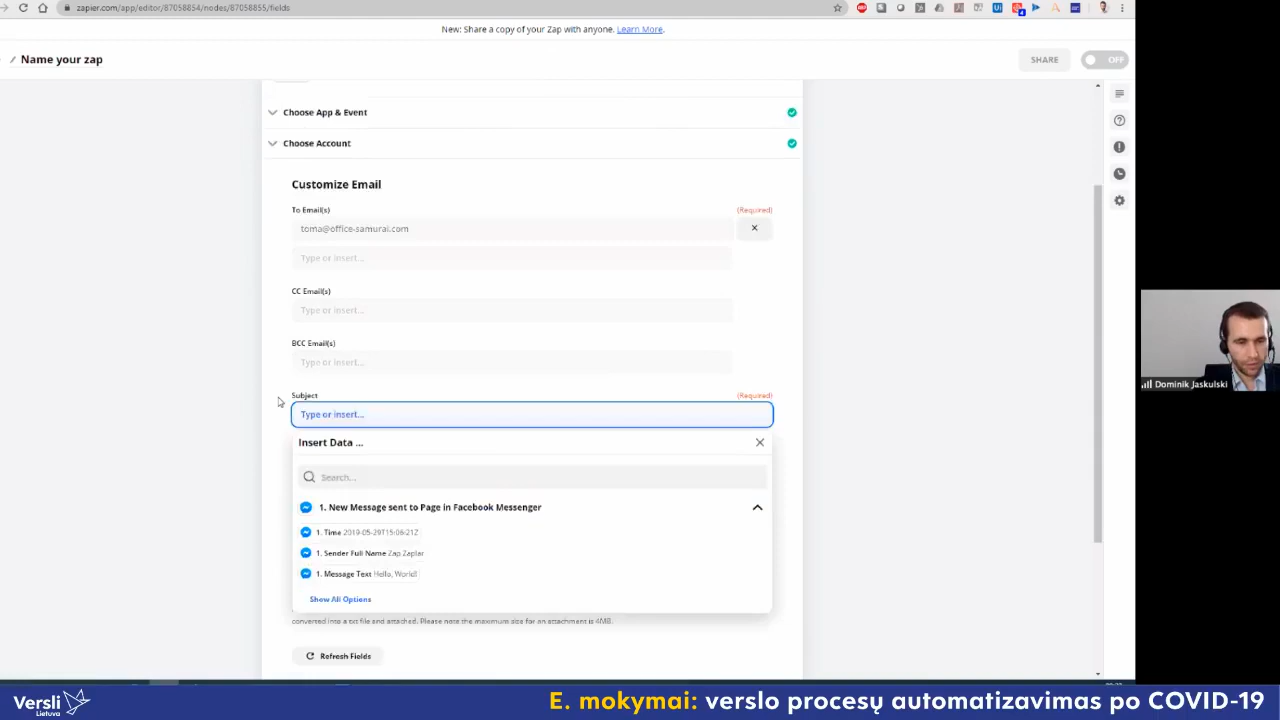 zapier.com/app/editor/87058854/nodes/87058855/fields
New: Share a copy of your Zap with anyone. Learn More.
Name your zap
SHARE
OFF
Choose App & Event
Choose Account
Customize Email
To Email(s)
(Required)
toma@office-samurai.com
Type or insert...
CC Email(s)
Type or insert...
BCC Email(s)
Type or insert...
Subject
(Required)
Type or insert...
Insert Data ...
Search...
1. New Message sent to Page in Facebook Messenger
1. Time 2019-05-29T15:06:21Z
1. Sender Full Name Zap Zaplar
1. Message Text Hello, World!
Show All Options
converted into a txt file and attached. Please note the maximum size for an attachment is 4MB.
Refresh Fields
Dominik Jaskulski
Versli
Lietuva
E. mokymai: verslo procesų automatizavimas po COVID-19